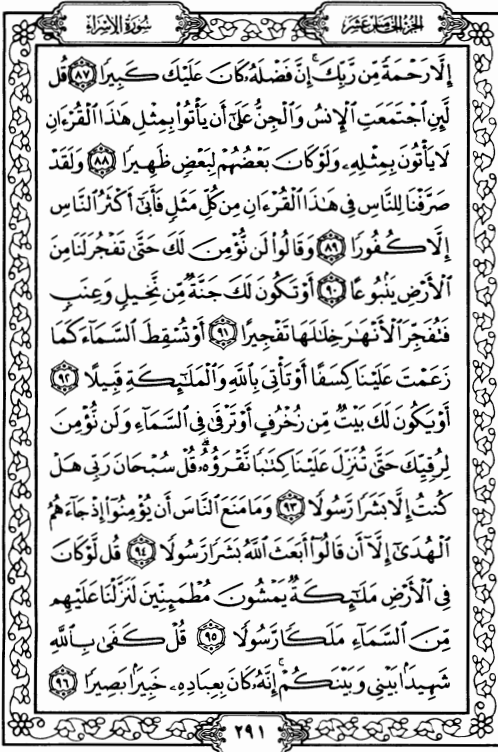 الجزء الخامس عشر
سورة الإسراء
إِلَّا رَحْمَةً مِّن رَّبِّكَ ۚ إِنَّ فَضْلَهُۥ كَانَ عَلَيْكَ كَبِيرًا ٨٧ قُل
لَّئِنِ ٱجْتَمَعَتِ ٱلْإِنسُ وَٱلْجِنُّ عَلَىٰٓ أَن يَأْتُوا۟ بِمِثْلِ هَٰذَا ٱلْقُرْءَانِ
لَا يَأْتُونَ بِمِثْلِهِۦ وَلَوْ كَانَ بَعْضُهُمْ لِبَعْضٍ ظَهِيرًا ٨٨ وَلَقَدْ
صَرَّفْنَا لِلنَّاسِ فِى هَٰذَا ٱلْقُرْءَانِ مِن كُلِّ مَثَلٍ فَأَبَىٰٓ أَكْثَرُ ٱلنَّاسِ
إِلَّا كُفُورًا ٨٩ وَقَالُوا۟ لَن نُّؤْمِنَ لَكَ حَتَّىٰ تَفْجُرَ لَنَا مِنَ
ٱلْأَرْضِ يَنۢبُوعًا ٩٠ أَوْ تَكُونَ لَكَ جَنَّةٌ مِّن نَّخِيلٍ وَعِنَبٍ
فَتُفَجِّرَ ٱلْأَنْهَٰرَ خِلَٰلَهَا تَفْجِيرًا ٩١ أَوْ تُسْقِطَ ٱلسَّمَآءَ كَمَا
زَعَمْتَ عَلَيْنَا كِسَفًا أَوْ تَأْتِىَ بِٱللَّهِ وَٱلْمَلَٰٓئِكَةِ قَبِيلًا ٩٢
أَوْ يَكُونَ لَكَ بَيْتٌ مِّن زُخْرُفٍ أَوْ تَرْقَىٰ فِى ٱلسَّمَآءِ وَلَن نُّؤْمِنَ
لِرُقِيِّكَ حَتَّىٰ تُنَزِّلَ عَلَيْنَا كِتَٰبًا نَّقْرَؤُهُۥ ۗ قُلْ سُبْحَانَ رَبِّى هَلْ
كُنتُ إِلَّا بَشَرًا رَّسُولًا ٩٣ وَمَا مَنَعَ ٱلنَّاسَ أَن يُؤْمِنُوٓا۟ إِذْ جَآءَهُمُ
ٱلْهُدَىٰٓ إِلَّآ أَن قَالُوٓا۟ أَبَعَثَ ٱللَّهُ بَشَرًا رَّسُولًا ٩٤ قُل لَّوْ كَانَ
فِى ٱلْأَرْضِ مَلَٰٓئِكَةٌ يَمْشُونَ مُطْمَئِنِّينَ لَنَزَّلْنَا عَلَيْهِم
مِّنَ ٱلسَّمَآءِ مَلَكًا رَّسُولًا ٩٥ قُلْ كَفَىٰ بِٱللَّهِ
شَهِيدًۢا بَيْنِى وَبَيْنَكُمْ ۚ إِنَّهُۥ كَانَ بِعِبَادِهِۦ خَبِيرًۢا بَصِيرًا ٩٦
٢٩١